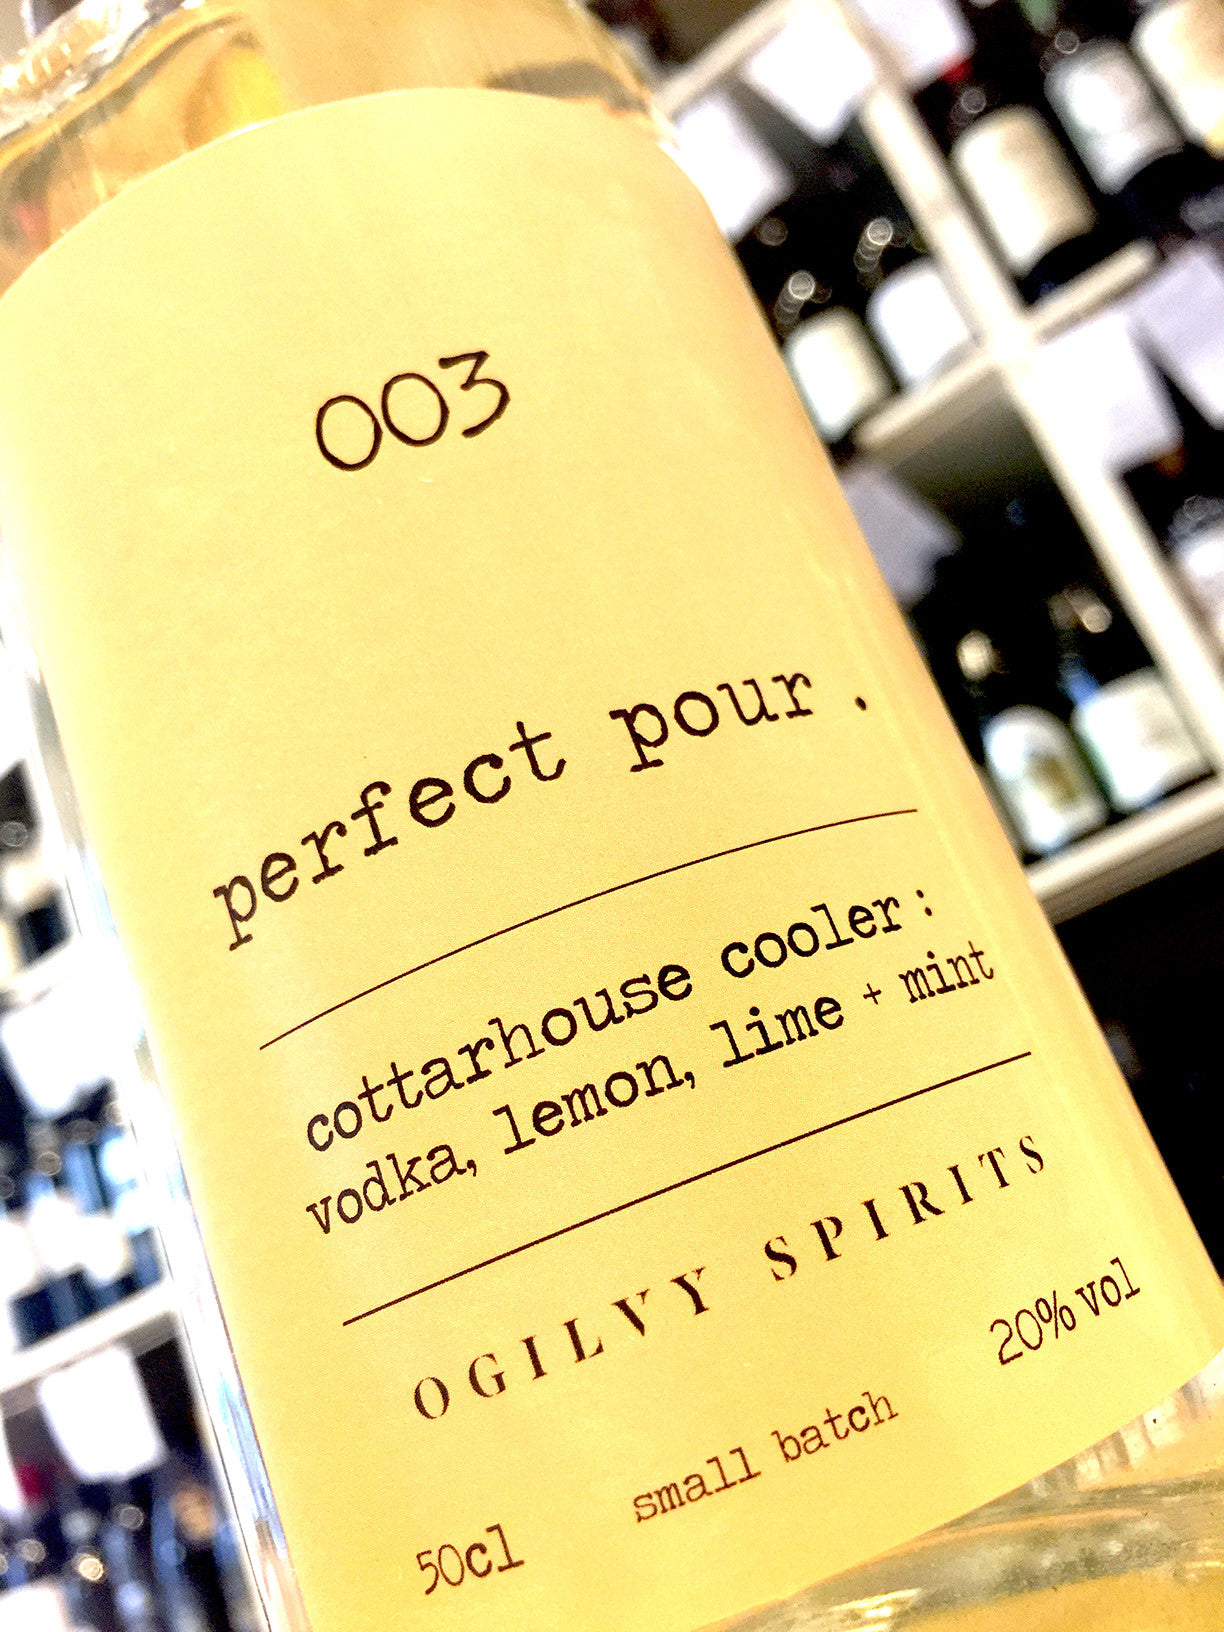 003
perfect pour .
cottarhouse cooler :
vodka, lemon, lime + mint
OGILVY SPIRITS
50cl small batch 20% vol